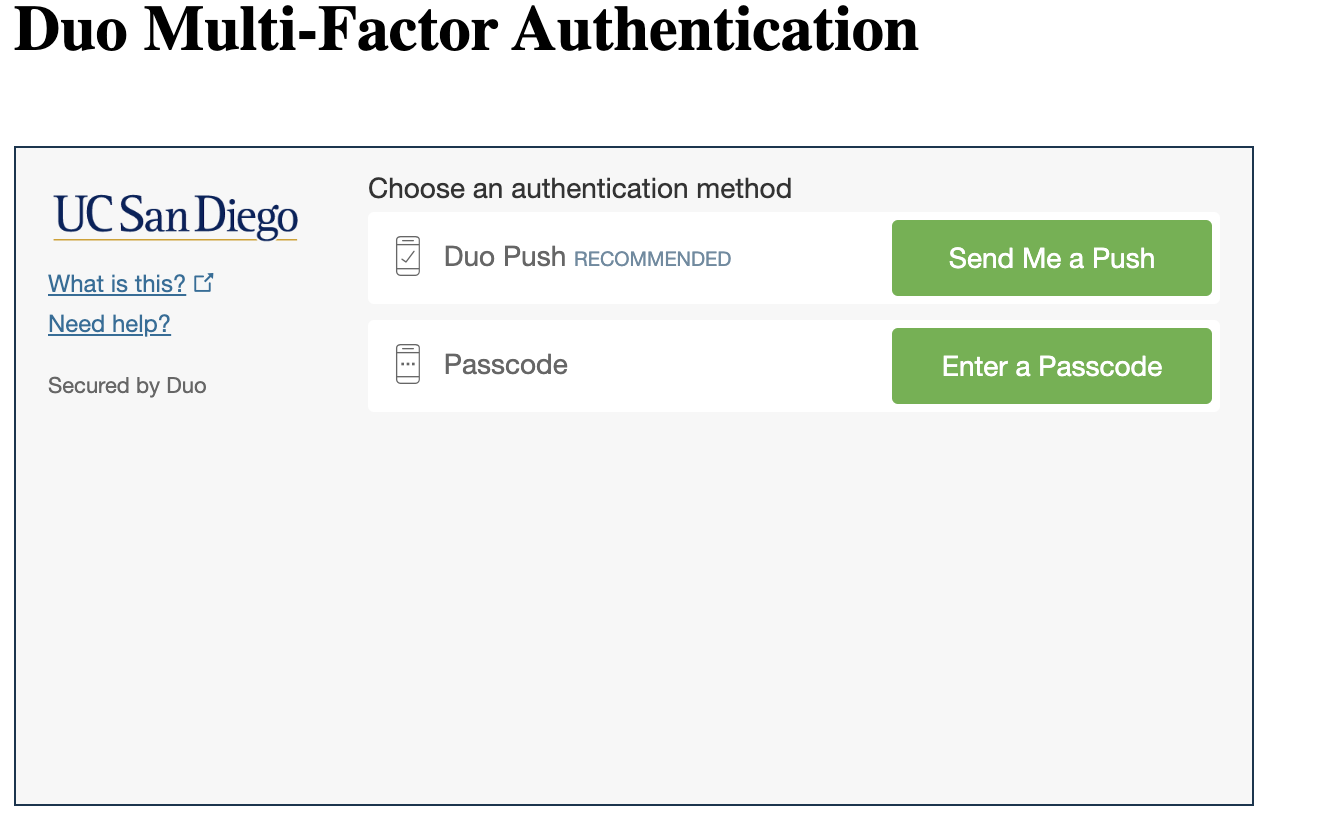 Duo Multi-Factor Authentication
UC San Diego
What is this?
Need help?
Secured by Duo
Choose an authentication method
Duo Push RECOMMENDED
Send Me a Push
Passcode
Enter a Passcode